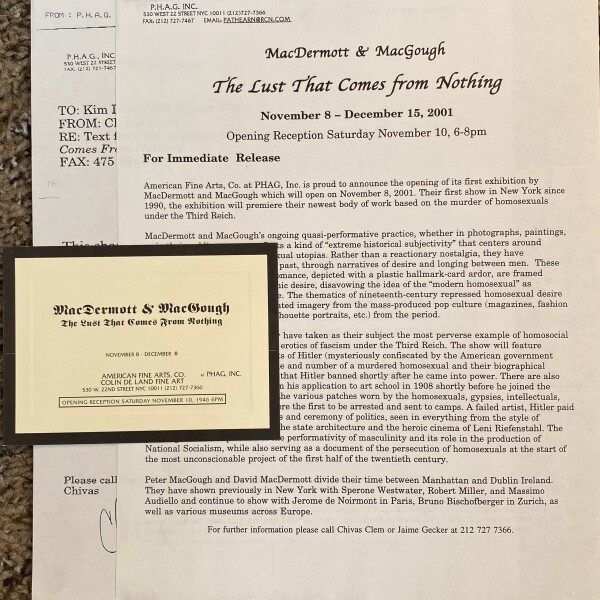 FROM : P.H.A.G.
P.H.A.G., INC
530 WEST 22
FAX: (212) 727-7467
TO: Kim
FROM: C
RE: Text
Comes Fro
FAX: 475
This sho
Please call
Chivas
P.H.A.G. INC.
530 WEST 22 STREET NYC 10011 (212)727-7366
FAX: (212) 727-7467 EMAIL: FATHEARN@RCN.COM
MacDermott & MacGough
The Lust That Comes from Nothing
November 8 – December 15, 2001
Opening Reception Saturday November 10, 6-8pm
For Immediate Release
American Fine Arts, Co. at PHAG, Inc. is proud to announce the opening of its first exhibition by
MacDermott and MacGough which will open on November 8, 2001. Their first show in New York since
1990, the exhibition will premiere their newest body of work based on the murder of homosexuals
under the Third Reich.
MacDermott and MacGough's ongoing quasi-performative practice, whether in photographs, paintings,
a kind of "extreme historical subjectivity" that centers around
utopias. Rather than a reactionary nostalgia, they have
past, through narratives of desire and longing between men. These
depicted with a plastic hallmark-card ardor, are framed
desire, disavowing the idea of the "modern homosexual" as
The thematics of nineteenth-century repressed homosexual desire
imagery from the mass-produced pop culture (magazines, fashion
portraits, etc.) from the period.
have taken as their subject the most perverse example of homosocial
erotics of fascism under the Third Reich. The show will feature
of Hitler (mysteriously confiscated by the American government
and number of a murdered homosexual and their biographical
that Hitler banned shortly after he came into power. There are also
his application to art school in 1908 shortly before he joined the
the various patches worn by the homosexuals, gypsies, intellectuals,
the first to be arrested and sent to camps. A failed artist, Hitler paid
and ceremony of politics, seen in everything from the style of
the state architecture and the heroic cinema of Leni Riefenstahl. The
performativity of masculinity and its role in the production of
National Socialism, while also serving as a document of the persecution of homosexuals at the start of
the most unconscionable project of the first half of the twentieth century.
Peter MacGough and David MacDermott divide their time between Manhattan and Dublin Ireland.
They have shown previously in New York with Sperone Westwater, Robert Miller, and Massimo
Audiello and continue to show with Jerome de Noirmont in Paris, Bruno Bischofberger in Zurich, as
well as various museums across Europe.
For further information please call Chivas Clem or Jaime Gecker at 212 727 7366.
MacDermott & MacGough
The Lust That Comes From Nothing
NOVEMBER 8 - DECEMBER 8
AMERICAN FINE ARTS, CO. at PHAG, INC.
COLIN DE LAND FINE ART
530 W. 22ND STREET NYC 10011 (212) 727-7366
OPENING RECEPTION SATURDAY NOVEMBER 10, 1946 6PM